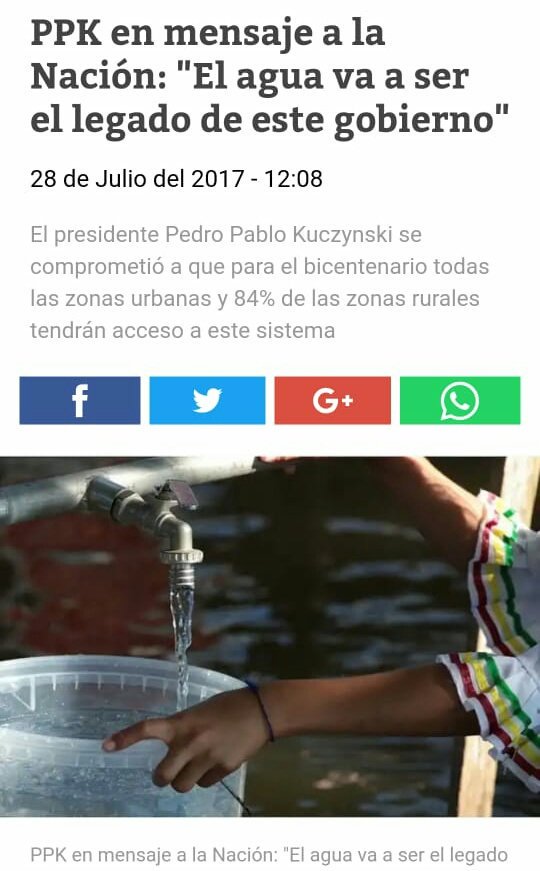 PPK en mensaje a la
Nación: "El agua va a ser
el legado de este gobierno"
28 de Julio del 2017 - 12:08
El presidente Pedro Pablo Kuczynski se
comprometió a que para el bicentenario todas
las zonas urbanas y 84% de las zonas rurales
tendrán acceso a este sistema
f
G+
PPK en mensaje a la Nación: "El agua va a ser el legado